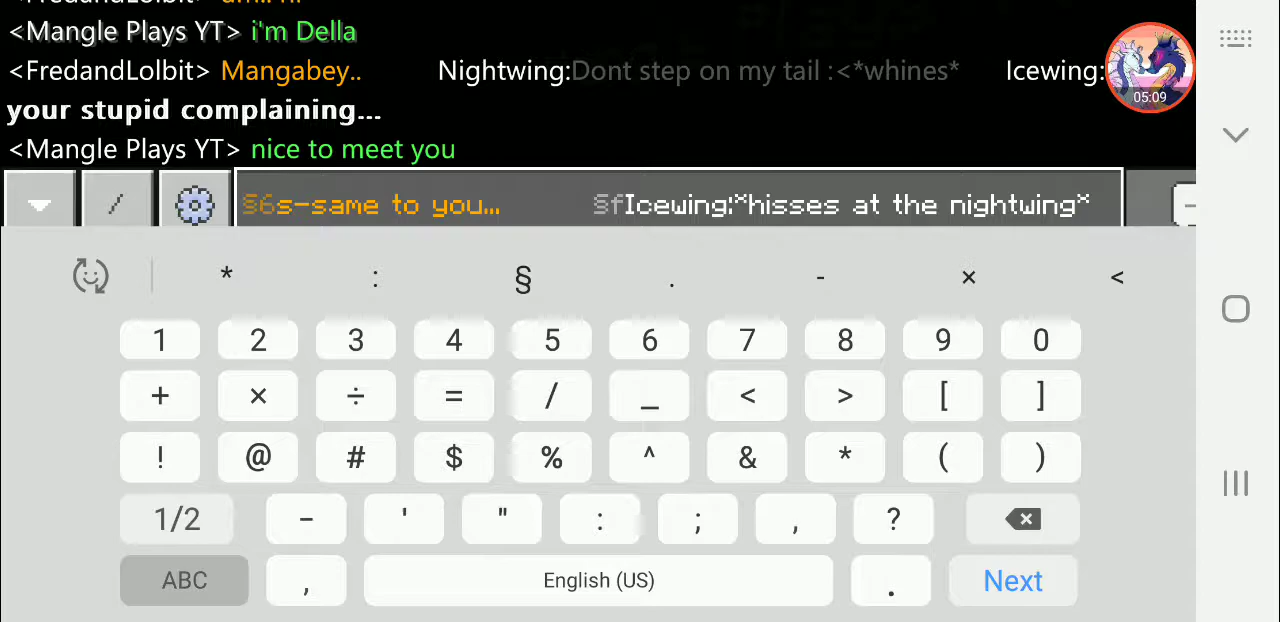 <Mangle Plays YT> i'm Della
<FredandLolbit> Mangabey.. Nightwing:Dont step on my tail :<*whines* Icewing:
your stupid complaining...
<Mangle Plays YT> nice to meet you
05:09
/ §6s-same to you... §fIcewing:*hisses at the nightwing*
* : § . - × <
1 2 3 4 5 6 7 8 9 0
+ × ÷ = / _ < > [ ]
! @ # $ % ^ & * ( )
1/2 - ' " : ; , ?
ABC , English (US) . Next